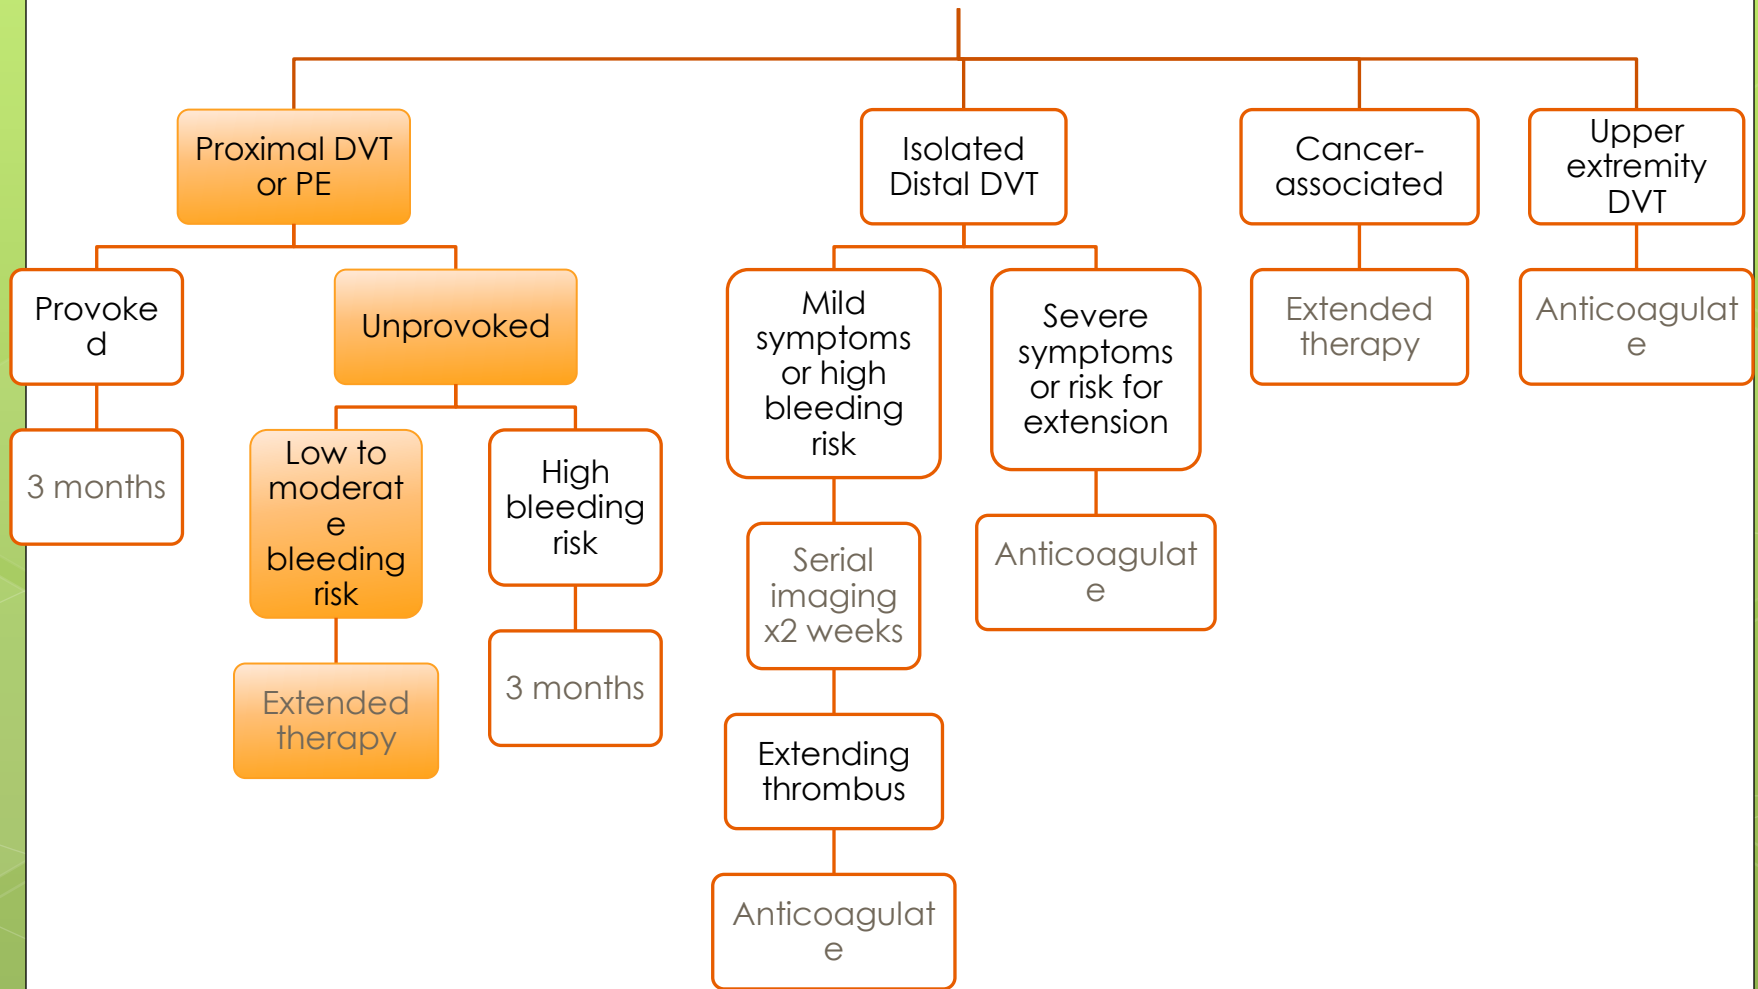 Proximal DVT
or PE
Provoke
d
3 months
Unprovoked
Low to
moderat
e
bleeding
risk
Extended
therapy
High
bleeding
risk
3 months
Isolated
Distal DVT
Mild
symptoms
or high
bleeding
risk
Serial
imaging
x2 weeks
Extending
thrombus
Anticoagulat
e
Severe
symptoms
or risk for
extension
Anticoagulat
e
Cancer-
associated
Extended
therapy
Upper
extremity
DVT
Anticoagulat
e